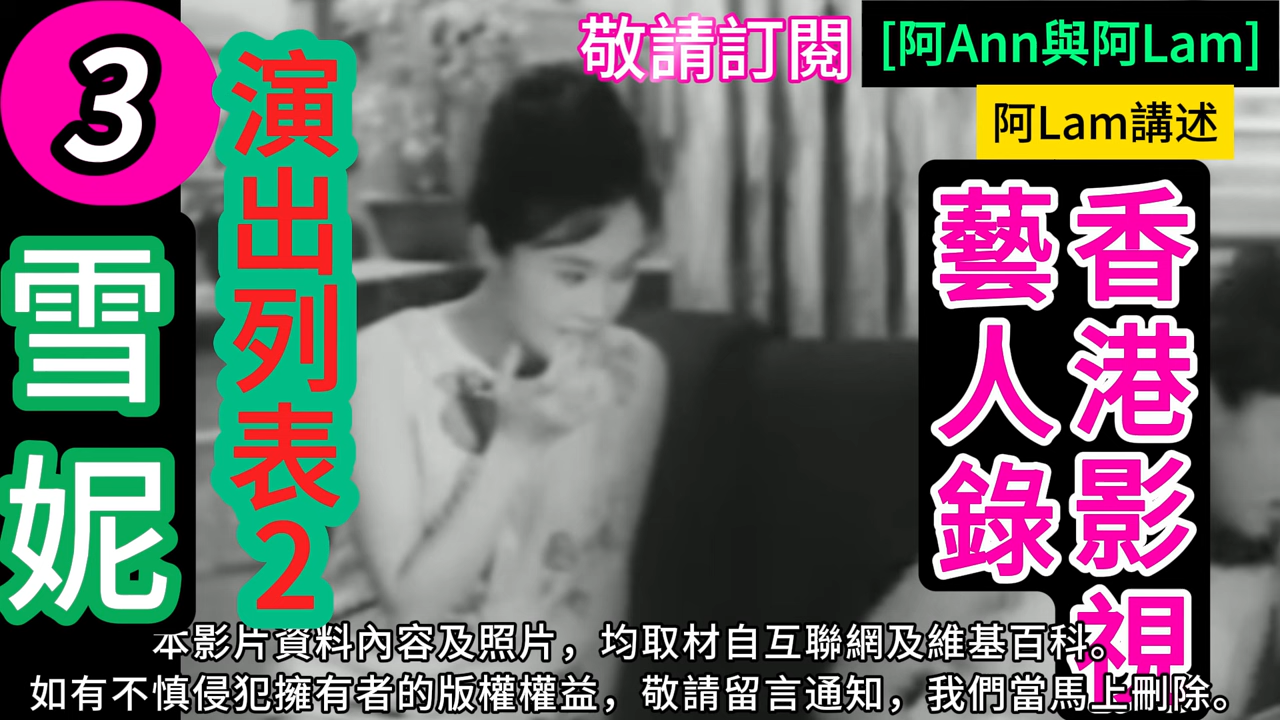 3
雪妮
演出列表2
敬請訂閱
[阿Ann與阿Lam]
阿Lam講述
香港影視
藝人錄
本影片資料內容及照片，均取材自互聯網及維基百科。
如有不慎侵犯擁有者的版權權益，敬請留言通知，我們當馬上刪除。